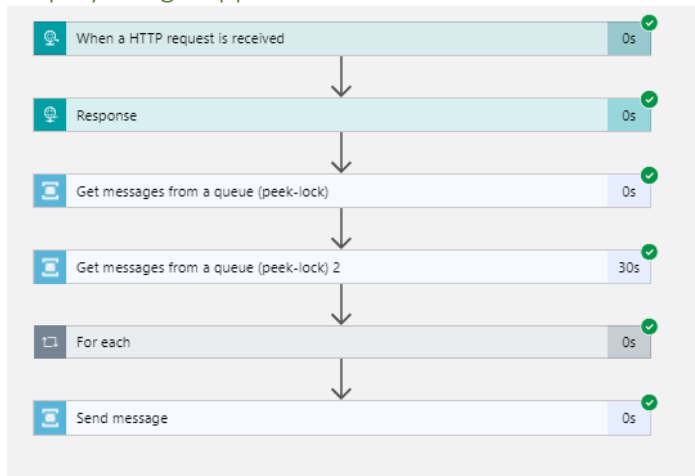 When a HTTP request is received 0s
Response 0s
Get messages from a queue (peek-lock) 0s
Get messages from a queue (peek-lock) 2 30s
For each 0s
Send message 0s